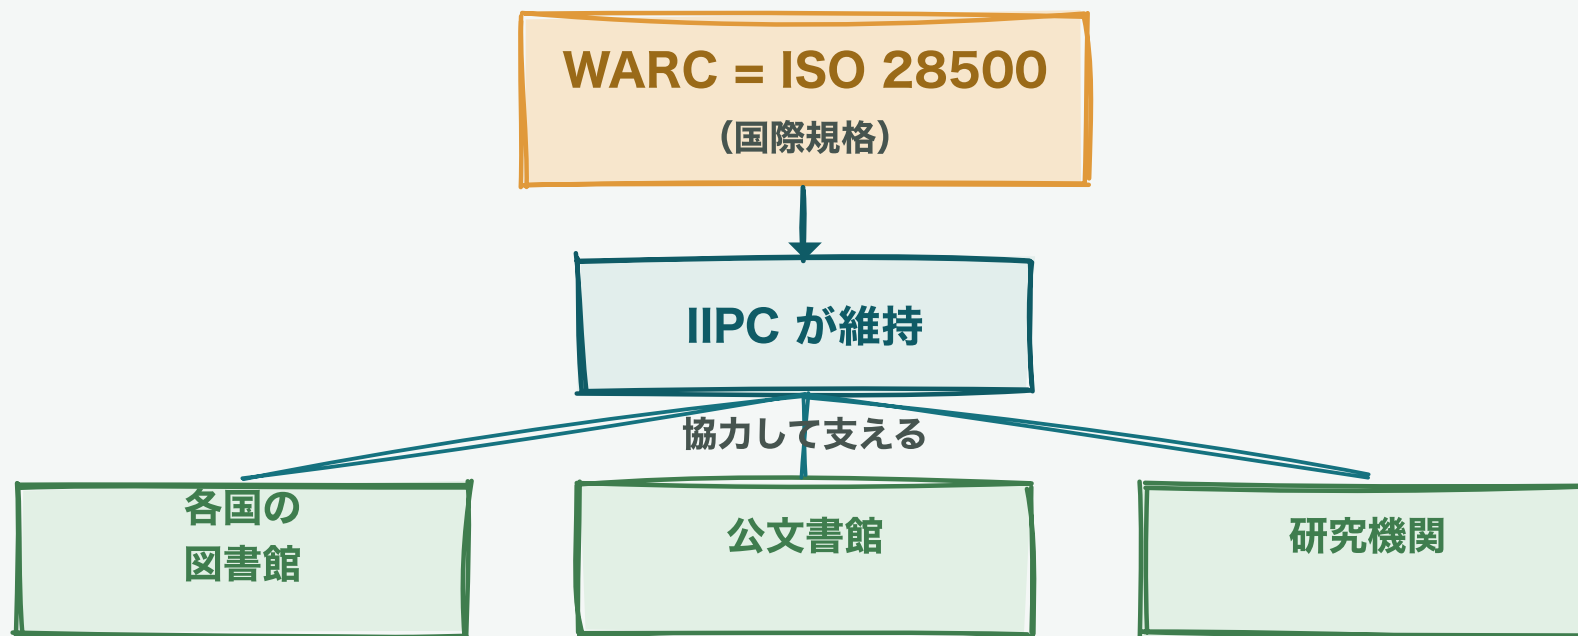 WARC = ISO 28500
(国際規格)
IIPC が維持
協力して支える
各国の
図書館
公文書館
研究機関